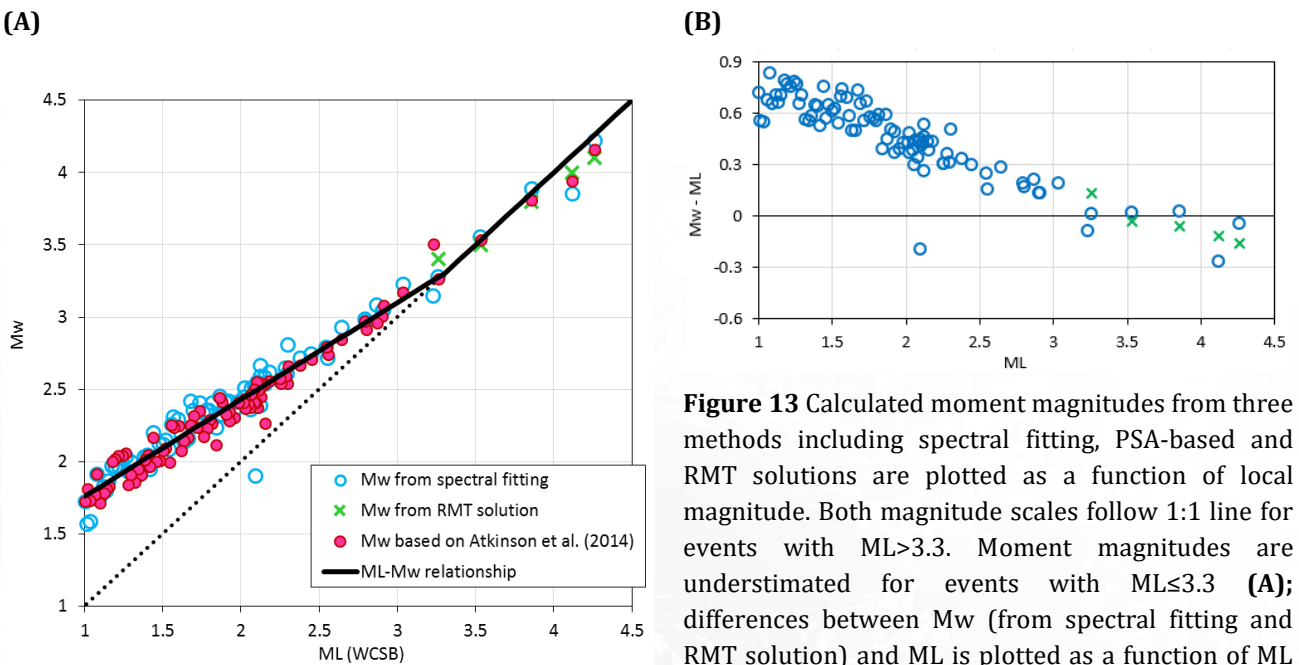 (A)
4.5
4
3.5
3
2.5
2
1.5
1
Mw
1 1.5 2 2.5 3 3.5 4 4.5
ML (WCSB)
Mw from spectral fitting
Mw from RMT solution
Mw based on Atkinson et al. (2014)
ML-Mw relationship
(B)
0.9
0.6
0.3
0
-0.3
-0.6
Mw - ML
1 1.5 2 2.5 3 3.5 4 4.5
ML
Figure 13 Calculated moment magnitudes from three
methods including spectral fitting, PSA-based and
RMT solutions are plotted as a function of local
magnitude. Both magnitude scales follow 1:1 line for
events with ML>3.3. Moment magnitudes are
understimated for events with ML≤3.3 (A);
differences between Mw (from spectral fitting and
RMT solution) and ML is plotted as a function of ML